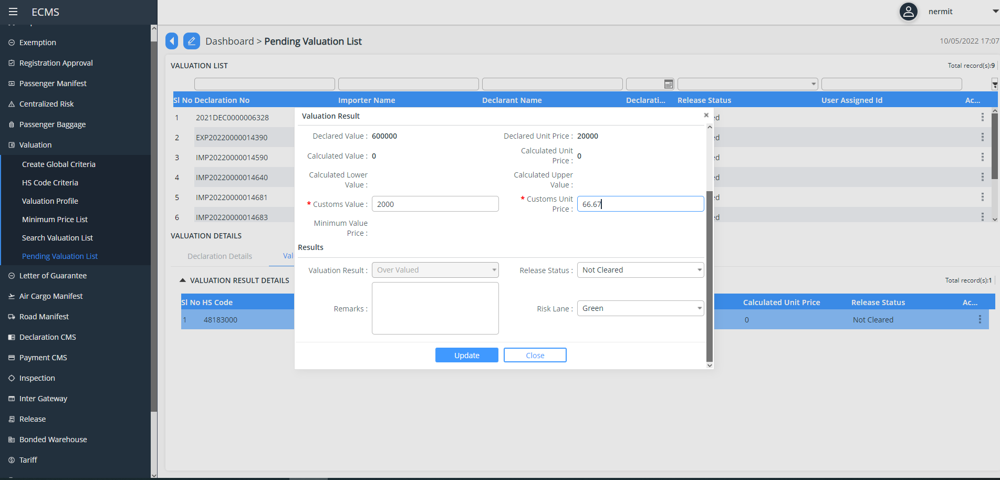 ECMS
nermit
Exemption
Registration Approval
Passenger Manifest
Centralized Risk
Passenger Baggage
Valuation
Create Global Criteria
HS Code Criteria
Valuation Profile
Minimum Price List
Search Valuation List
Pending Valuation List
Letter of Guarantee
Air Cargo Manifest
Road Manifest
Declaration CMS
Payment CMS
Inspection
Inter Gateway
Release
Bonded Warehouse
Tariff
Dashboard > Pending Valuation List
10/05/2022 17:07
VALUATION LIST
Total record(s):9
Sl No Declaration No Importer Name Declarant Name Declarati... Release Status User Assigned Id Ac...
1 2021DEC0000006328 ed
2 EXP20220000014390 ed
3 IMP20220000014590 ed
4 IMP20220000014640 ed
5 IMP20220000014681 ed
6 IMP20220000014683 ed
VALUATION DETAILS
Declaration Details Val
VALUATION RESULT DETAILS
Total record(s):1
Sl No HS Code Calculated Unit Price Release Status Ac...
1 48183000 0 Not Cleared
Valuation Result
Declared Value : 600000 Declared Unit Price : 20000
Calculated Value : 0 Calculated Unit
Price : 0
Calculated Lower
Value :
Calculated Upper
Value :
* Customs Value : 2000
* Customs Unit
Price : 66.67
Minimum Value
Price :
Results
Valuation Result : Over Valued Release Status : Not Cleared
Remarks : Risk Lane : Green
Update Close